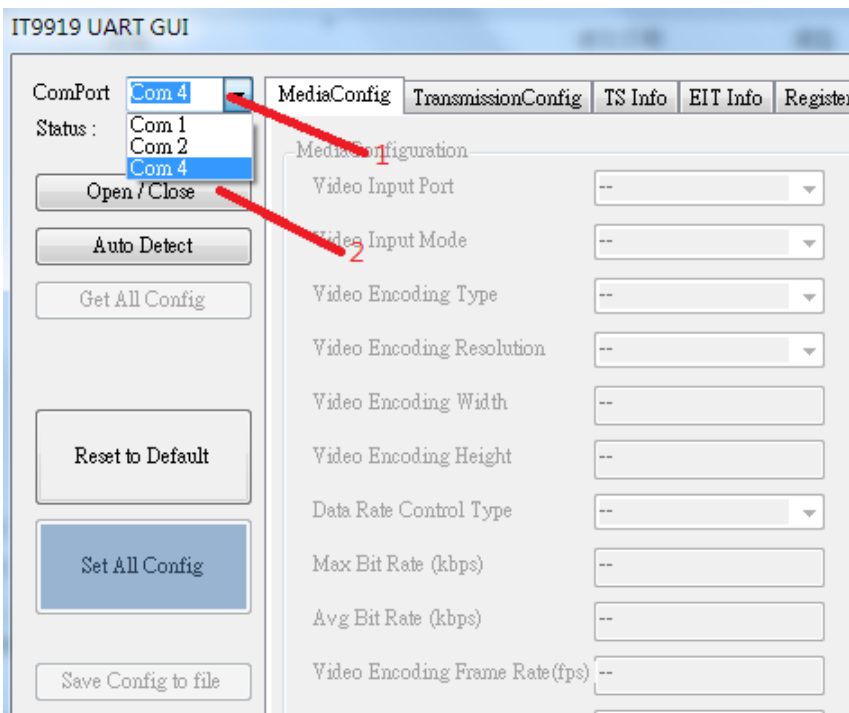 IT9919 UART GUI
ComPort Com 4
Status :
Com 1
Com 2
Com 4
Open / Close
Auto Detect
Get All Config
Reset to Default
Set All Config
Save Config to file
MediaConfig TransmissionConfig TS Info EIT Info Register
MediaConfiguration
1
Video Input Port --
Video Input Mode --
2
Video Encoding Type --
Video Encoding Resolution --
Video Encoding Width --
Video Encoding Height --
Data Rate Control Type --
Max Bit Rate (kbps) --
Avg Bit Rate (kbps) --
Video Encoding Frame Rate(fps) --